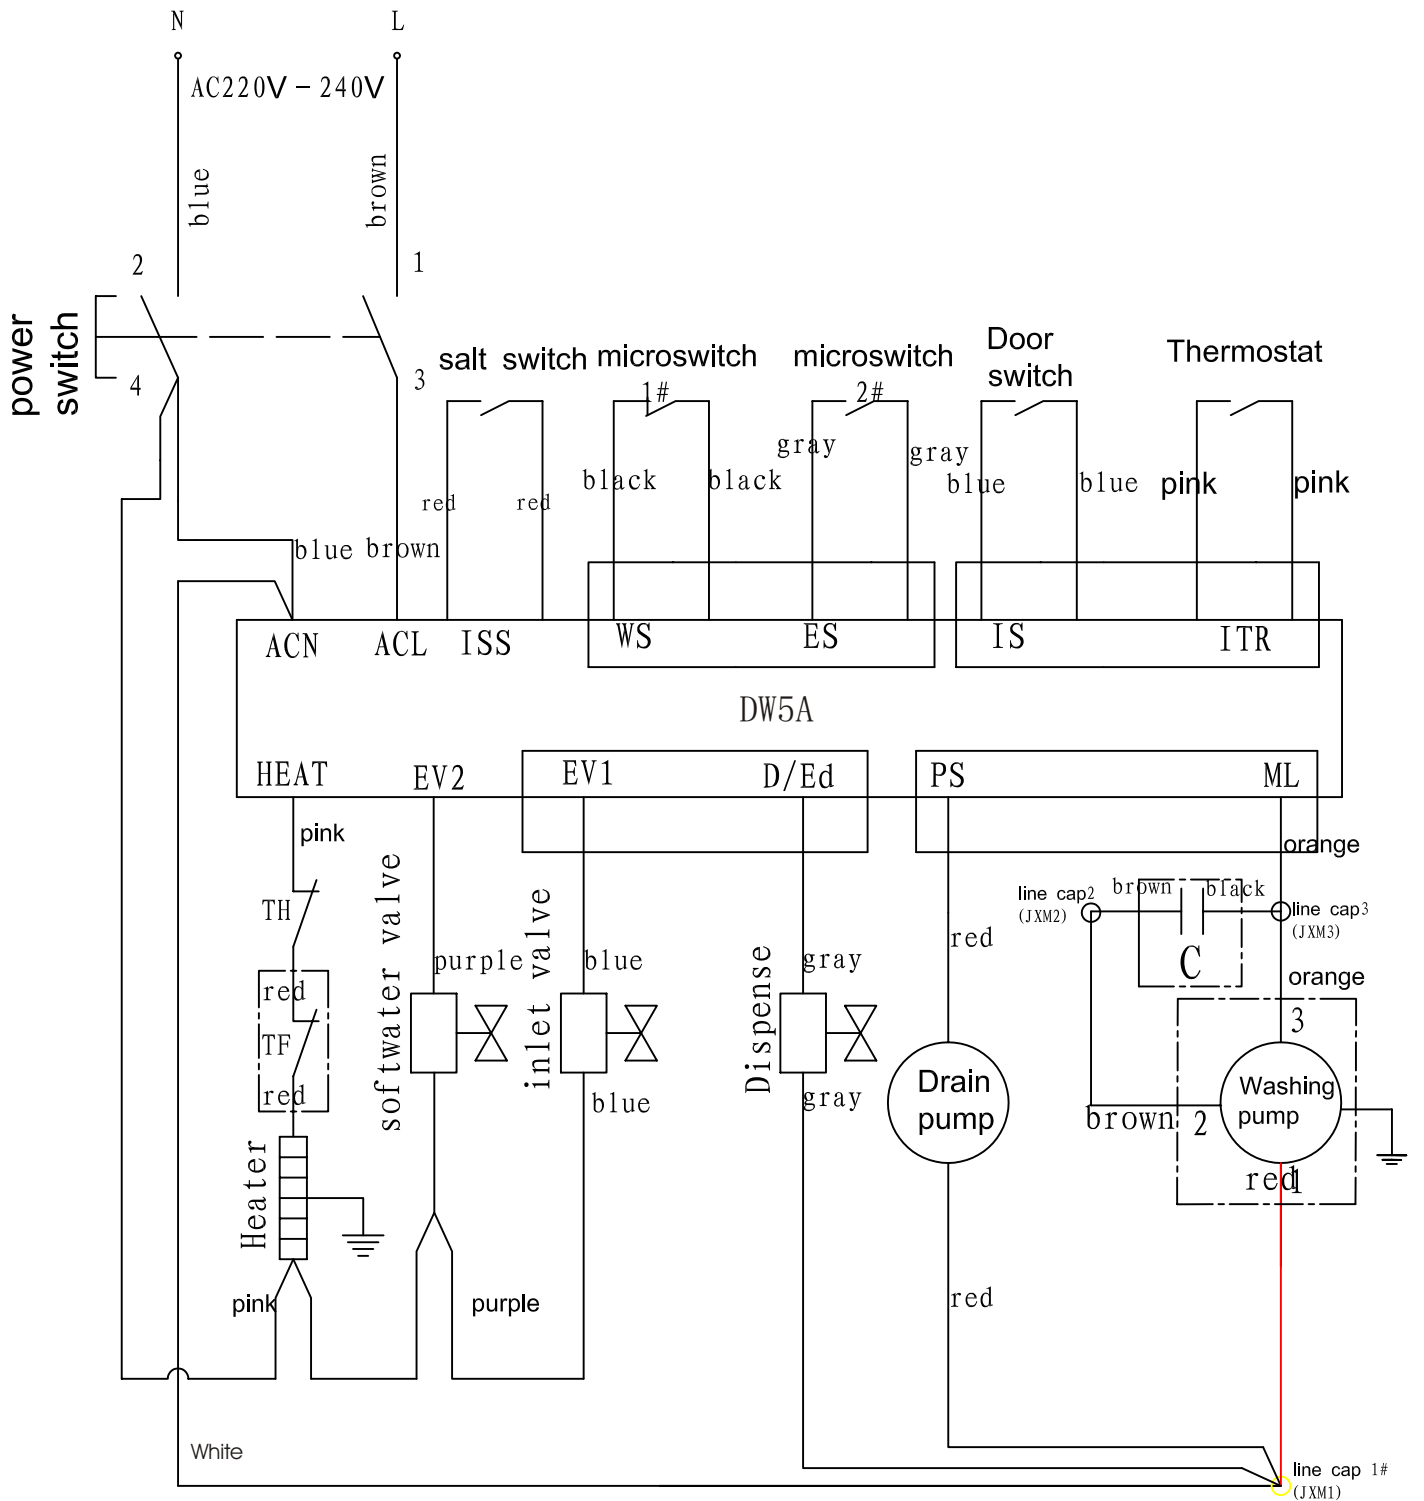 N
L
AC220V-240V
blue
brown
2
1
power
switch
4
3
salt switch
microswitch
1#
microswitch
2#
Door
switch
Thermostat
red
red
black
black
gray
gray
blue
blue
pink
pink
blue
brown
ACN
ACL
ISS
WS
ES
IS
ITR
DW5A
HEAT
EV2
EV1
D/Ed
PS
ML
pink
orange
line cap2
(JXM2)
brown
black
line cap3
(JXM3)
C
TH
softwater valve
purple
inlet valve
blue
Dispense
gray
red
orange
red
TF
red
3
Drain
pump
Washing
pump
blue
gray
brown
2
red
1
Heater
pink
purple
red
White
line cap 1#
(JXM1)